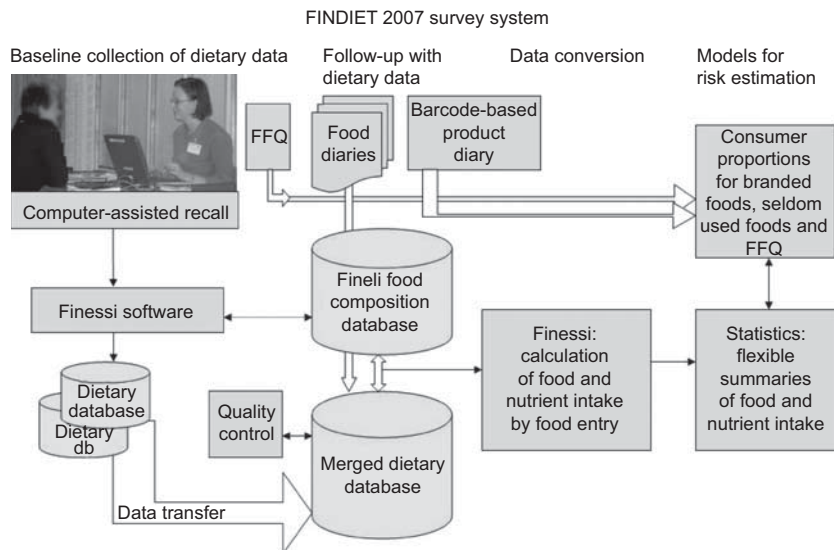 FINDIET 2007 survey system
Baseline collection of dietary data
Follow-up with
dietary data
Data conversion
Models for
risk estimation
FFQ
Food
diaries
Barcode-based
product
diary
Consumer
proportions
for branded
foods, seldom
used foods and
FFQ
Computer-assisted recall
Finessi software
Fineli food
composition
database
Finessi:
calculation
of food and
nutrient intake
by food entry
Statistics:
flexible
summaries
of food and
nutrient intake
Dietary
database
Dietary
db
Quality
control
Merged dietary
database
Data transfer